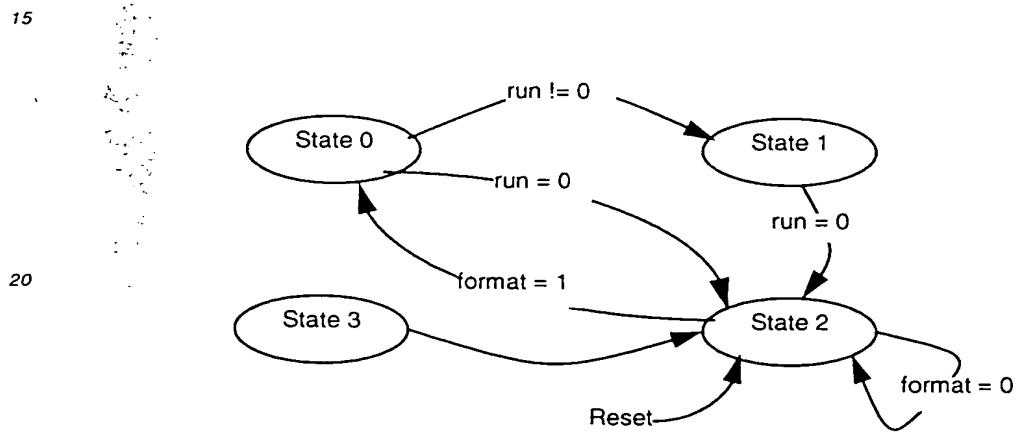 15
run != 0
State 0
State 1
run = 0
run = 0
format = 1
20
State 3
State 2
format = 0
Reset